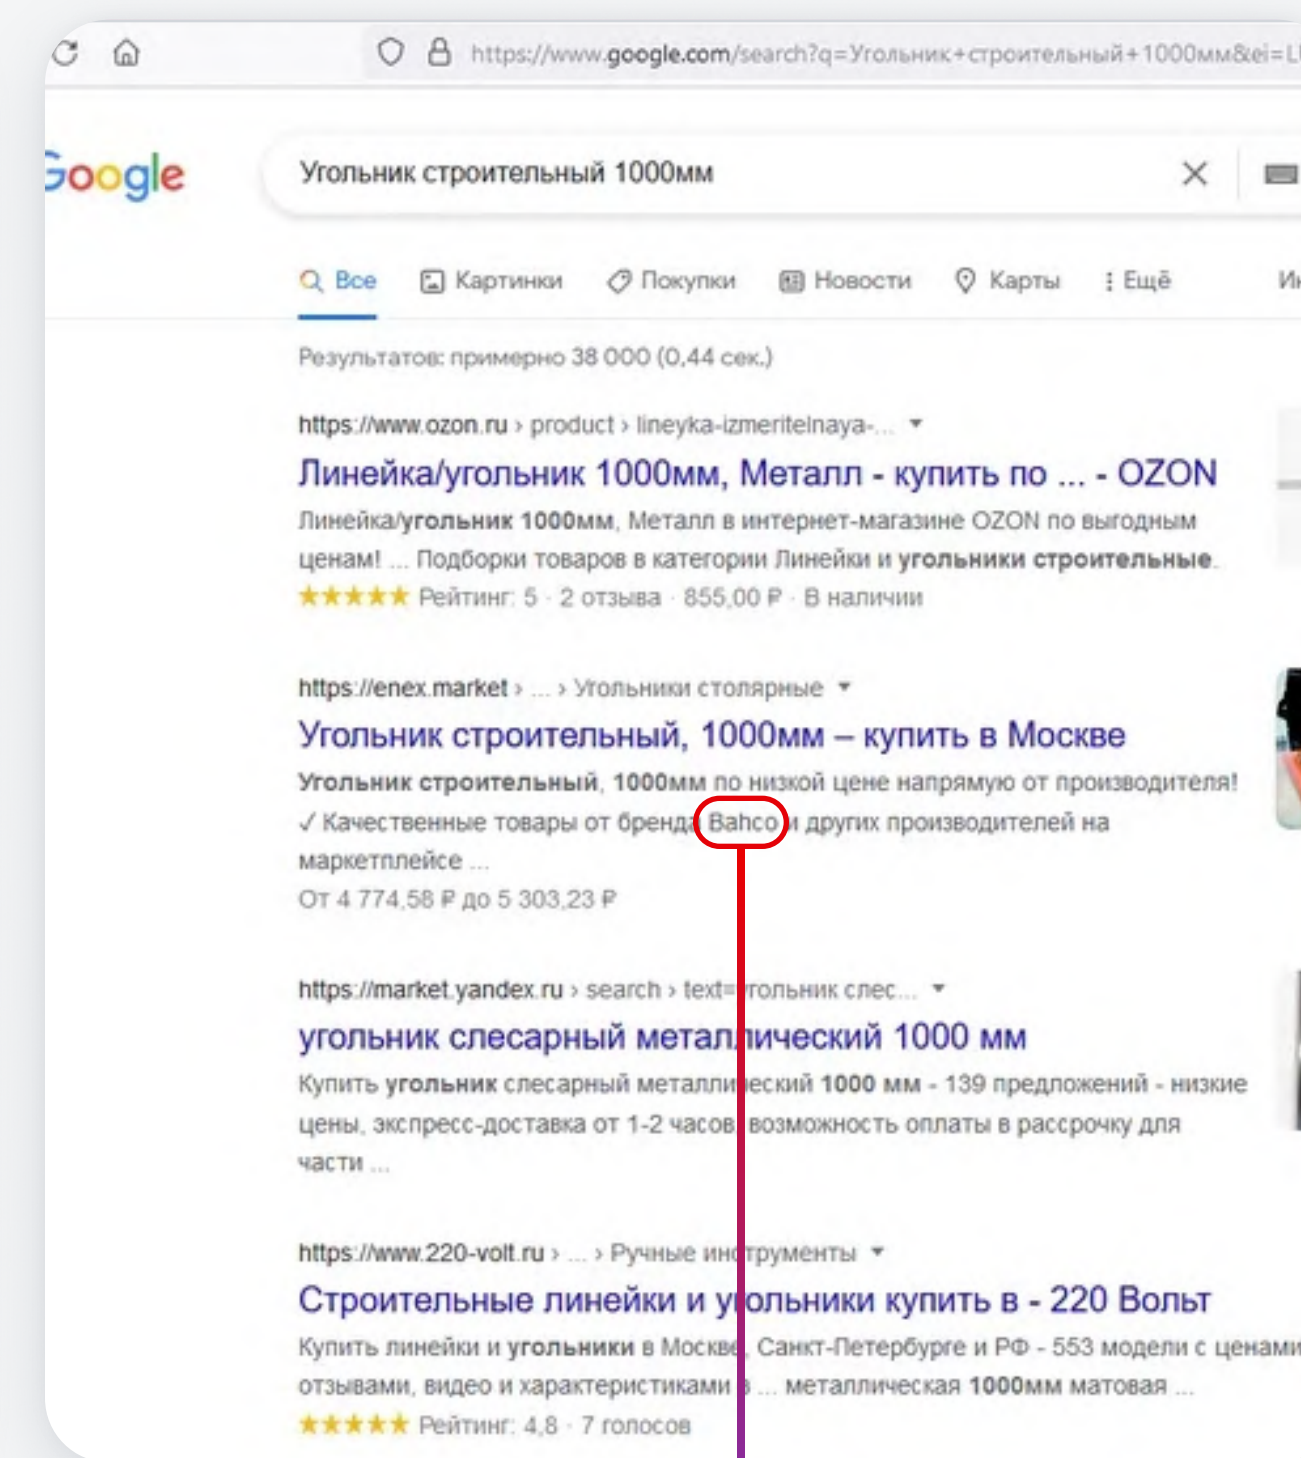 https://www.google.com/search?q=Угольник+строительный+1000мм&ei=L
Google
Угольник строительный 1000мм
Все Картинки Покупки Новости Карты Ещё
Результатов: примерно 38 000 (0,44 сек.)
https://www.ozon.ru › product › lineyka-izmeritelnaya-...
Линейка/угольник 1000мм, Металл - купить по ... - OZON
Линейка/угольник 1000мм, Металл в интернет-магазине OZON по выгодным
ценам! ... Подборки товаров в категории Линейки и угольники строительные.
Рейтинг: 5 · 2 отзыва · 855,00 ₽ · В наличии
https://enex.market › ... › Угольники столярные
Угольник строительный, 1000мм – купить в Москве
Угольник строительный, 1000мм по низкой цене напрямую от производителя!
✓ Качественные товары от бренда Bahco и других производителей на
маркетплейсе ...
От 4 774,58 ₽ до 5 303,23 ₽
https://market.yandex.ru › search › text=угольник слес...
угольник слесарный металлический 1000 мм
Купить угольник слесарный металлический 1000 мм - 139 предложений - низкие
цены, экспресс-доставка от 1-2 часов, возможность оплаты в рассрочку для
части ...
https://www.220-volt.ru › ... › Ручные инструменты
Строительные линейки и угольники купить в - 220 Вольт
Купить линейки и угольники в Москве, Санкт-Петербурге и РФ - 553 модели с ценами
отзывами, видео и характеристиками в ... металлическая 1000мм матовая ...
Рейтинг: 4,8 · 7 голосов